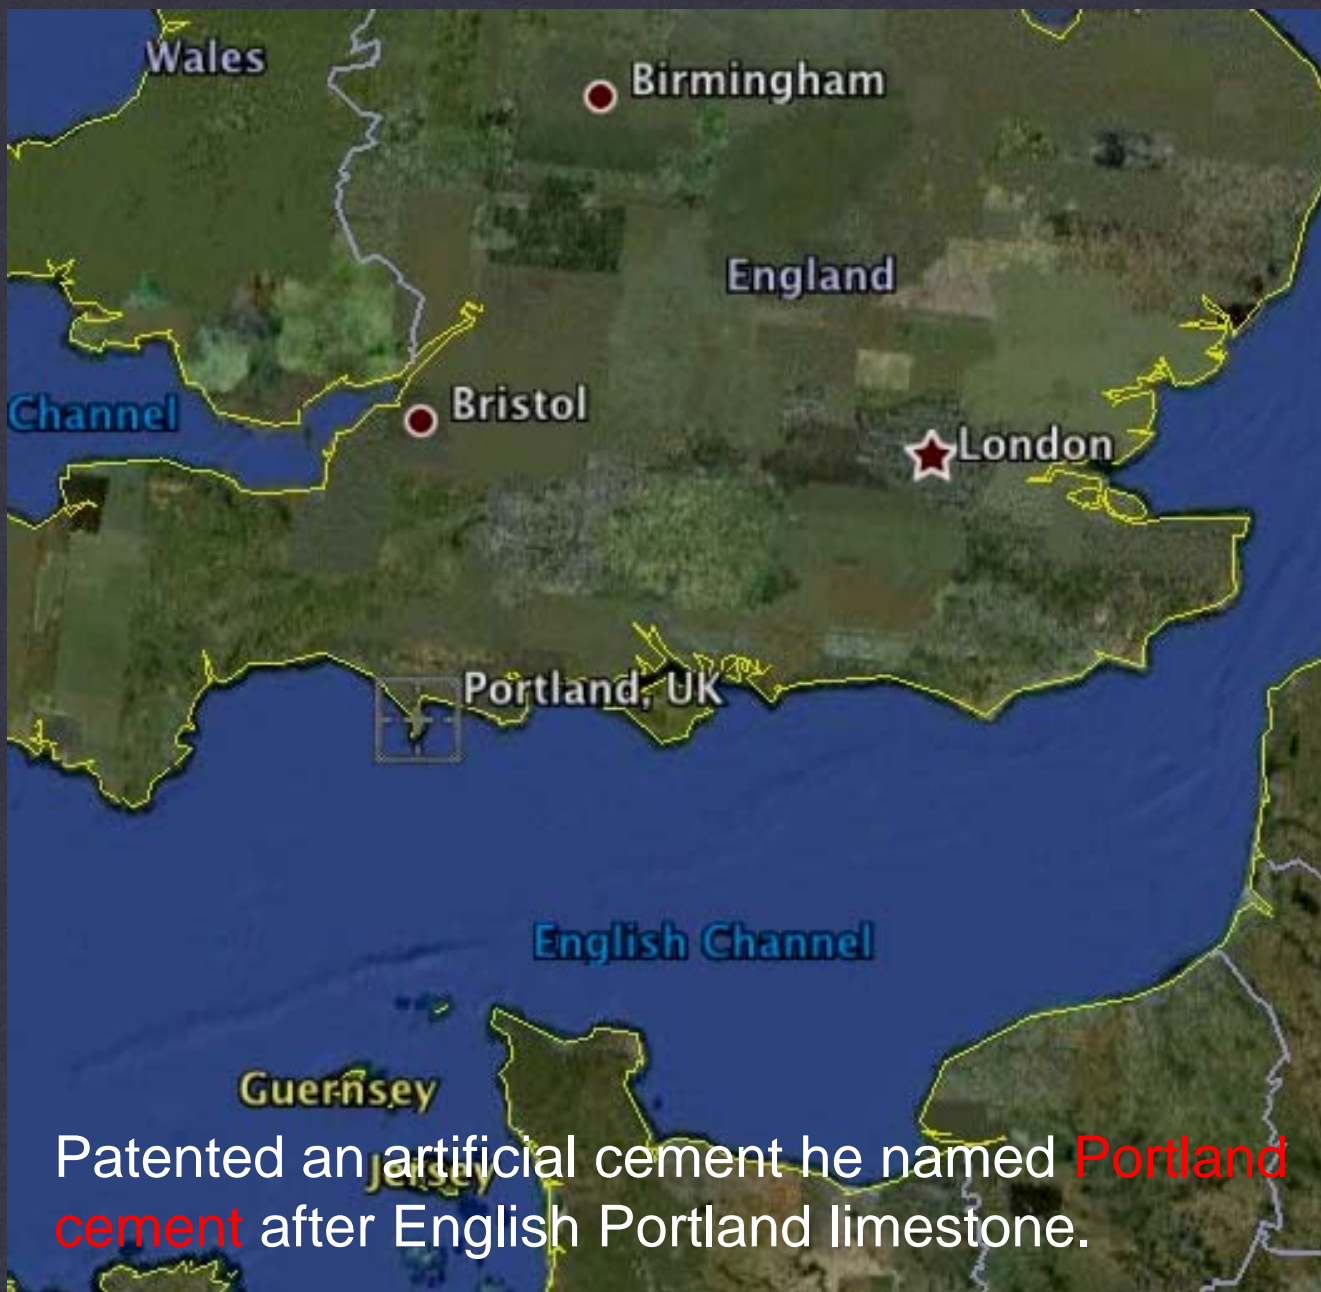 Wales
Birmingham
England
Channel
Bristol
London
Portland, UK
English Channel
Guernsey
Jersey
Patented an artificial cement he named Portland
cement after English Portland limestone.